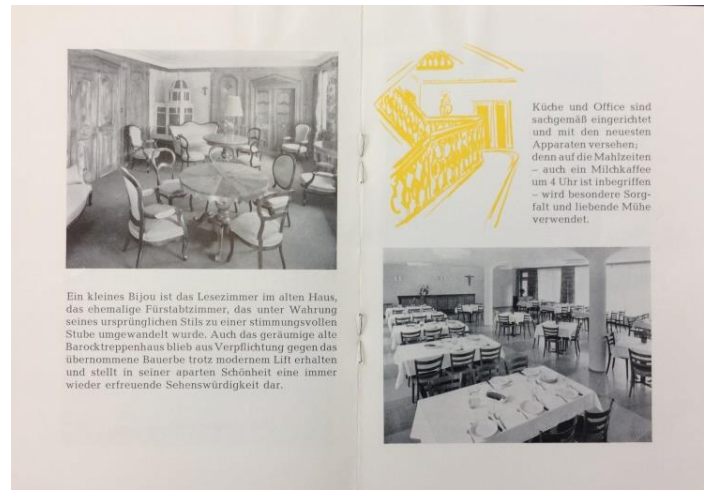 Ein kleines Bijou ist das Lesezimmer im alten Haus,
das ehemalige Fürstabtzimmer, das unter Wahrung
seines ursprünglichen Stils zu einer stimmungsvollen
Stube umgewandelt wurde. Auch das geräumige alte
Barocktreppenhaus blieb aus Verpflichtung gegen das
übernommene Bauerbe trotz modernem Lift erhalten
und stellt in seiner aparten Schönheit eine immer
wieder erfreuende Sehenswürdigkeit dar.
Küche und Office sind
sachgemäß eingerichtet
und mit den neuesten
Apparaten versehen;
denn auf die Mahlzeiten
– auch ein Milchkaffee
um 4 Uhr ist inbegriffen
– wird besondere Sorg-
falt und liebende Mühe
verwendet.